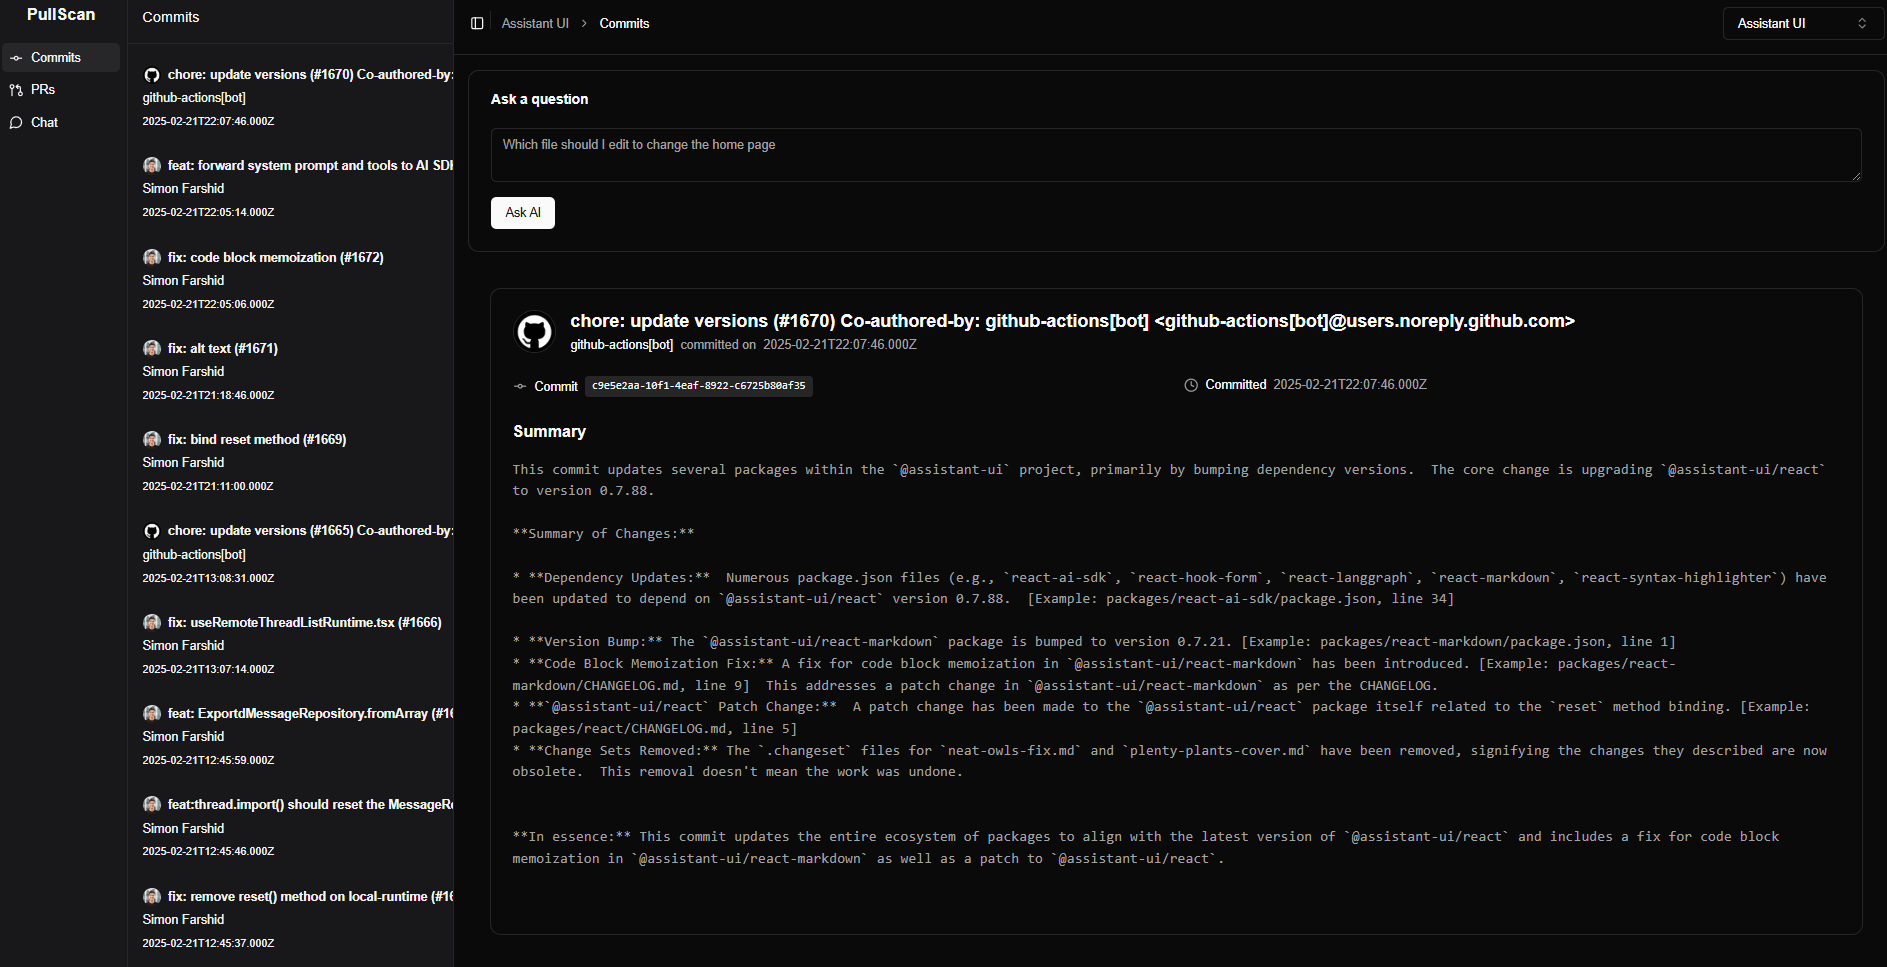 PullScan
Commits
PRs
Chat
Commits
chore: update versions (#1670) Co-authored-by:
github-actions[bot]
2025-02-21T22:07:46.000Z
feat: forward system prompt and tools to AI SDK
Simon Farshid
2025-02-21T22:05:14.000Z
fix: code block memoization (#1672)
Simon Farshid
2025-02-21T22:05:06.000Z
fix: alt text (#1671)
Simon Farshid
2025-02-21T21:18:46.000Z
fix: bind reset method (#1669)
Simon Farshid
2025-02-21T21:11:00.000Z
chore: update versions (#1665) Co-authored-by:
github-actions[bot]
2025-02-21T13:08:31.000Z
fix: useRemoteThreadListRuntime.tsx (#1666)
Simon Farshid
2025-02-21T13:07:14.000Z
feat: ExportdMessageRepository.fromArray (#16
Simon Farshid
2025-02-21T12:45:59.000Z
feat:thread.import() should reset the MessageRe
Simon Farshid
2025-02-21T12:45:46.000Z
fix: remove reset() method on local-runtime (#16
Simon Farshid
2025-02-21T12:45:37.000Z
Assistant UI > Commits
Assistant UI
Ask a question
Which file should I edit to change the home page
Ask AI
chore: update versions (#1670) Co-authored-by: github-actions[bot] <github-actions[bot]@users.noreply.github.com>
github-actions[bot] committed on 2025-02-21T22:07:46.000Z
Commit c9e5e2aa-10f1-4eaf-8922-c6725b80af35
Committed 2025-02-21T22:07:46.000Z
Summary
This commit updates several packages within the `@assistant-ui` project, primarily by bumping dependency versions.  The core change is upgrading `@assistant-ui/react`
to version 0.7.88.
**Summary of Changes:**
* **Dependency Updates:**  Numerous package.json files (e.g., `react-ai-sdk`, `react-hook-form`, `react-langgraph`, `react-markdown`, `react-syntax-highlighter`) have
been updated to depend on `@assistant-ui/react` version 0.7.88.  [Example: packages/react-ai-sdk/package.json, line 34]
* **Version Bump:** The `@assistant-ui/react-markdown` package is bumped to version 0.7.21. [Example: packages/react-markdown/package.json, line 1]
* **Code Block Memoization Fix:** A fix for code block memoization in `@assistant-ui/react-markdown` has been introduced. [Example: packages/react-
markdown/CHANGELOG.md, line 9]  This addresses a patch change in `@assistant-ui/react-markdown` as per the CHANGELOG.
* **`@assistant-ui/react` Patch Change:**  A patch change has been made to the `@assistant-ui/react` package itself related to the `reset` method binding. [Example:
packages/react/CHANGELOG.md, line 5]
* **Change Sets Removed:** The `.changeset` files for `neat-owls-fix.md` and `plenty-plants-cover.md` have been removed, signifying the changes they described are now
obsolete.  This removal doesn't mean the work was undone.
**In essence:** This commit updates the entire ecosystem of packages to align with the latest version of `@assistant-ui/react` and includes a fix for code block
memoization in `@assistant-ui/react-markdown` as well as a patch to `@assistant-ui/react`.